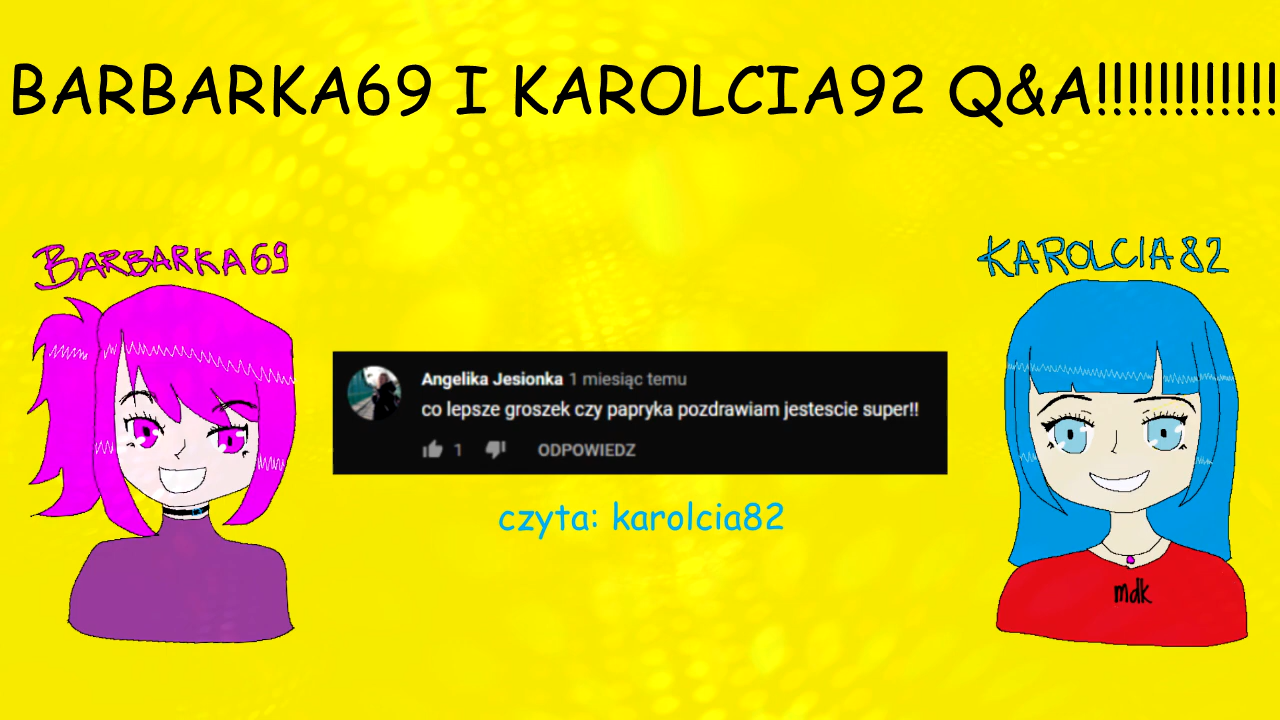 BARBARKA69 I KAROLCIA92 Q&A!!!!!!!!!!!!
BARBARKA69
KAROLCIA82
Angelika Jesionka 1 miesiąc temu
co lepsze groszek czy papryka pozdrawiam jestescie super!!
1 ODPOWIEDZ
czyta: karolcia82
mdk